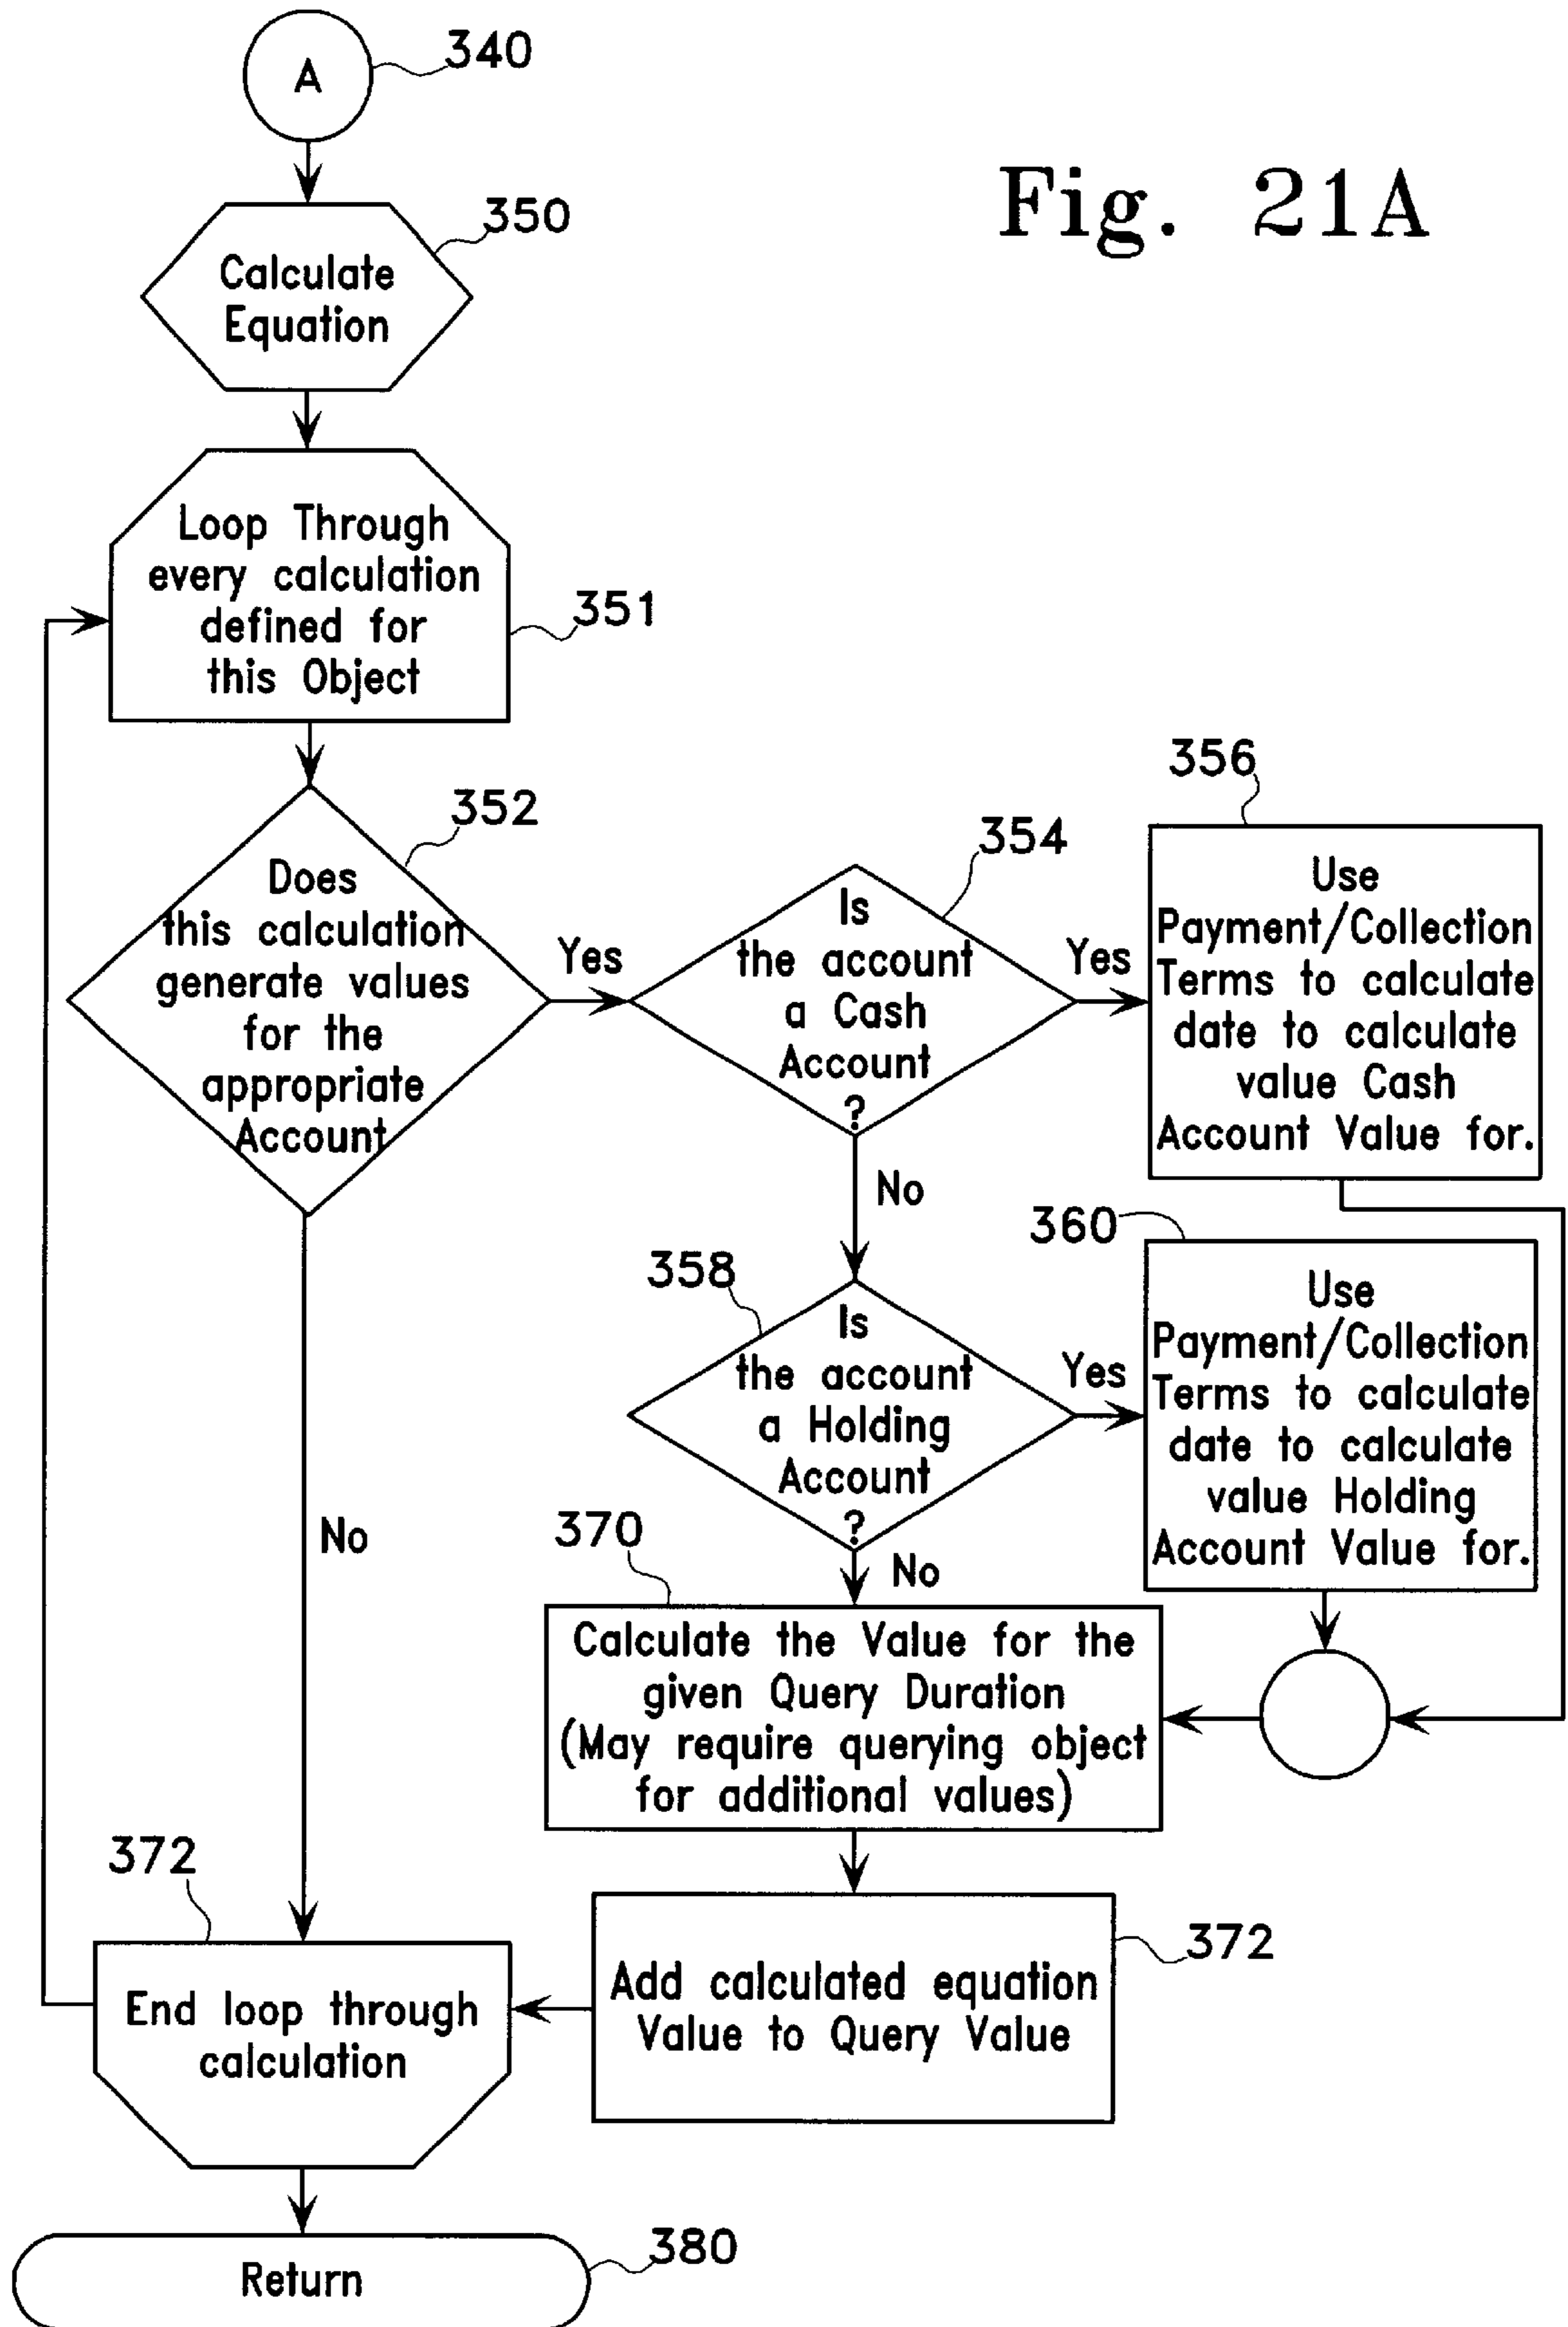 A
340
Fig. 21A
350
Calculate
Equation
Loop Through
every calculation
defined for
this Object
351
352
Does
this calculation
generate values
for the
appropriate
Account
Yes
354
Is
the account
a Cash
Account
?
Yes
356
Use
Payment/Collection
Terms to calculate
date to calculate
value Cash
Account Value for.
No
358
Is
the account
a Holding
Account
?
Yes
360
Use
Payment/Collection
Terms to calculate
date to calculate
value Holding
Account Value for.
No
No
370
Calculate the Value for the
given Query Duration
(May require querying object
for additional values)
372
End loop through
calculation
Add calculated equation
Value to Query Value
372
Return
380